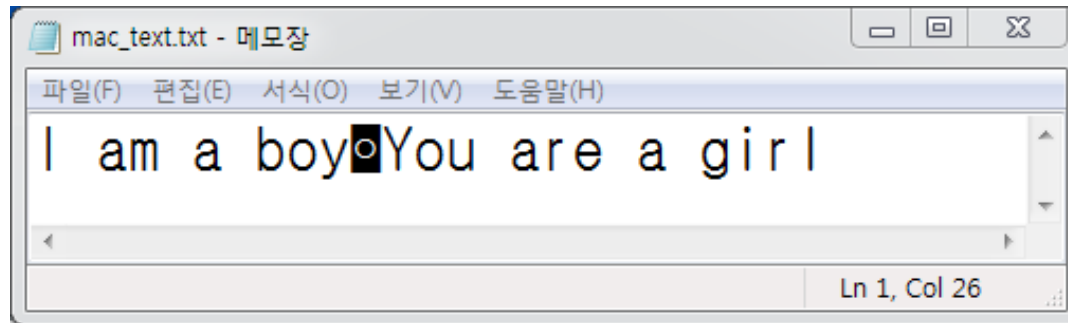 mac_text.txt - 메모장
파일(F) 편집(E) 서식(O) 보기(V) 도움말(H)
I am a boy◙You are a girl
Ln 1, Col 26